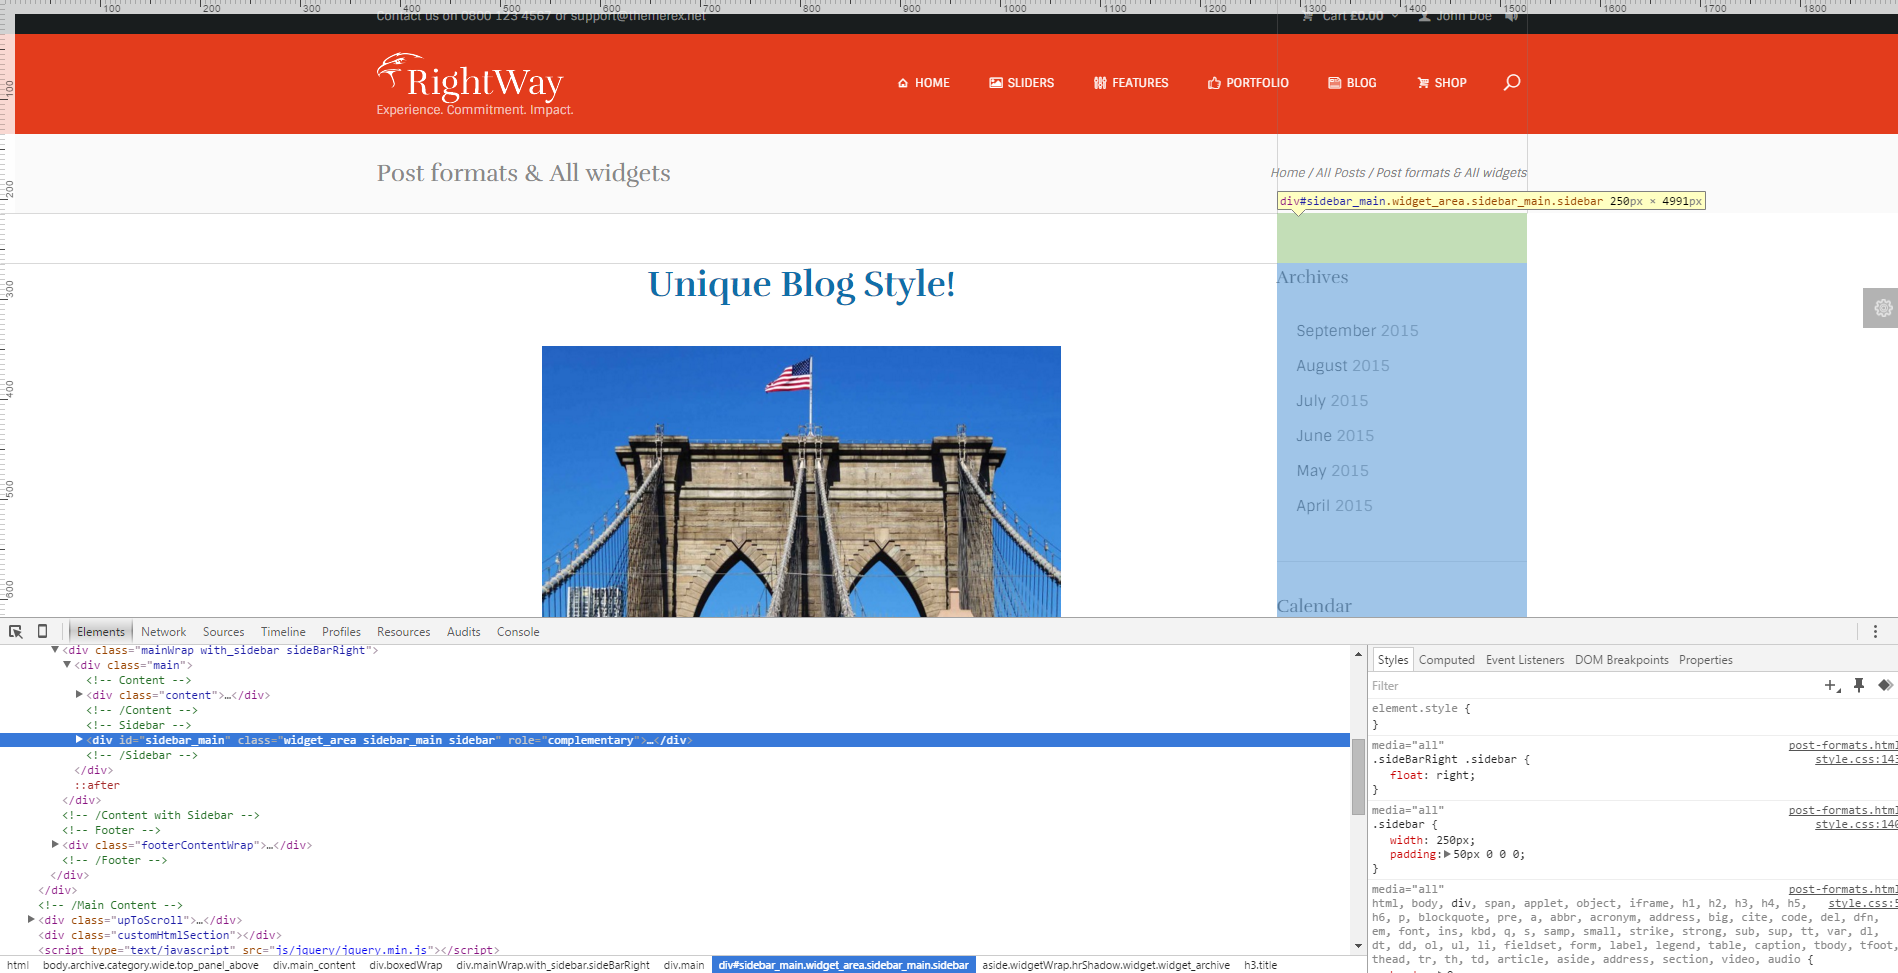 100 200 300 400 500 600 700 800 900 1000 1100 1200 1300 1400 1500 1600 1700 1800
Contact us on 0800 123 4567 or support@themerex.net
Cart £0.00 John Doe
RightWay
Experience. Commitment. Impact.
HOME SLIDERS FEATURES PORTFOLIO BLOG SHOP
100
Post formats & All widgets
Home / All Posts / Post formats & All widgets
200
div#sidebar_main.widget_area.sidebar_main.sidebar 250px × 4991px
Unique Blog Style!
Archives
300
September 2015
August 2015
400
July 2015
June 2015
May 2015
500
April 2015
600
Calendar
Elements Network Sources Timeline Profiles Resources Audits Console
<div class="mainWrap with_sidebar sideBarRight">
<div class="main">
<!-- Content -->
<div class="content">…</div>
<!-- /Content -->
<!-- Sidebar -->
<div id="sidebar_main" class="widget_area sidebar_main sidebar" role="complementary">…</div>
<!-- /Sidebar -->
</div>
::after
</div>
<!-- /Content with Sidebar -->
<!-- Footer -->
<div class="footerContentWrap">…</div>
<!-- /Footer -->
</div>
</div>
<!-- /Main Content -->
<div class="upToScroll">…</div>
<div class="customHtmlSection"></div>
<script type="text/javascript" src="js/jquery/jquery.min.js"></script>
html body.archive.category.wide.top_panel_above div.main_content div.boxedWrap div.mainWrap.with_sidebar.sideBarRight div.main div#sidebar_main.widget_area.sidebar_main.sidebar aside.widgetWrap.hrShadow.widget.widget_archive h3.title
Styles Computed Event Listeners DOM Breakpoints Properties
Filter
element.style {
}
media="all" post-formats.html
.sideBarRight .sidebar { style.css:143
float: right;
}
media="all" post-formats.html
.sidebar { style.css:140
width: 250px;
padding: 50px 0 0 0;
}
media="all" post-formats.html
html, body, div, span, applet, object, iframe, h1, h2, h3, h4, h5, style.css:5
h6, p, blockquote, pre, a, abbr, acronym, address, big, cite, code, del, dfn,
em, font, ins, kbd, q, s, samp, small, strike, strong, sub, sup, tt, var, dl,
dt, dd, ol, ul, li, fieldset, form, label, legend, table, caption, tbody, tfoot,
thead, tr, th, td, article, aside, address, section, video, audio {